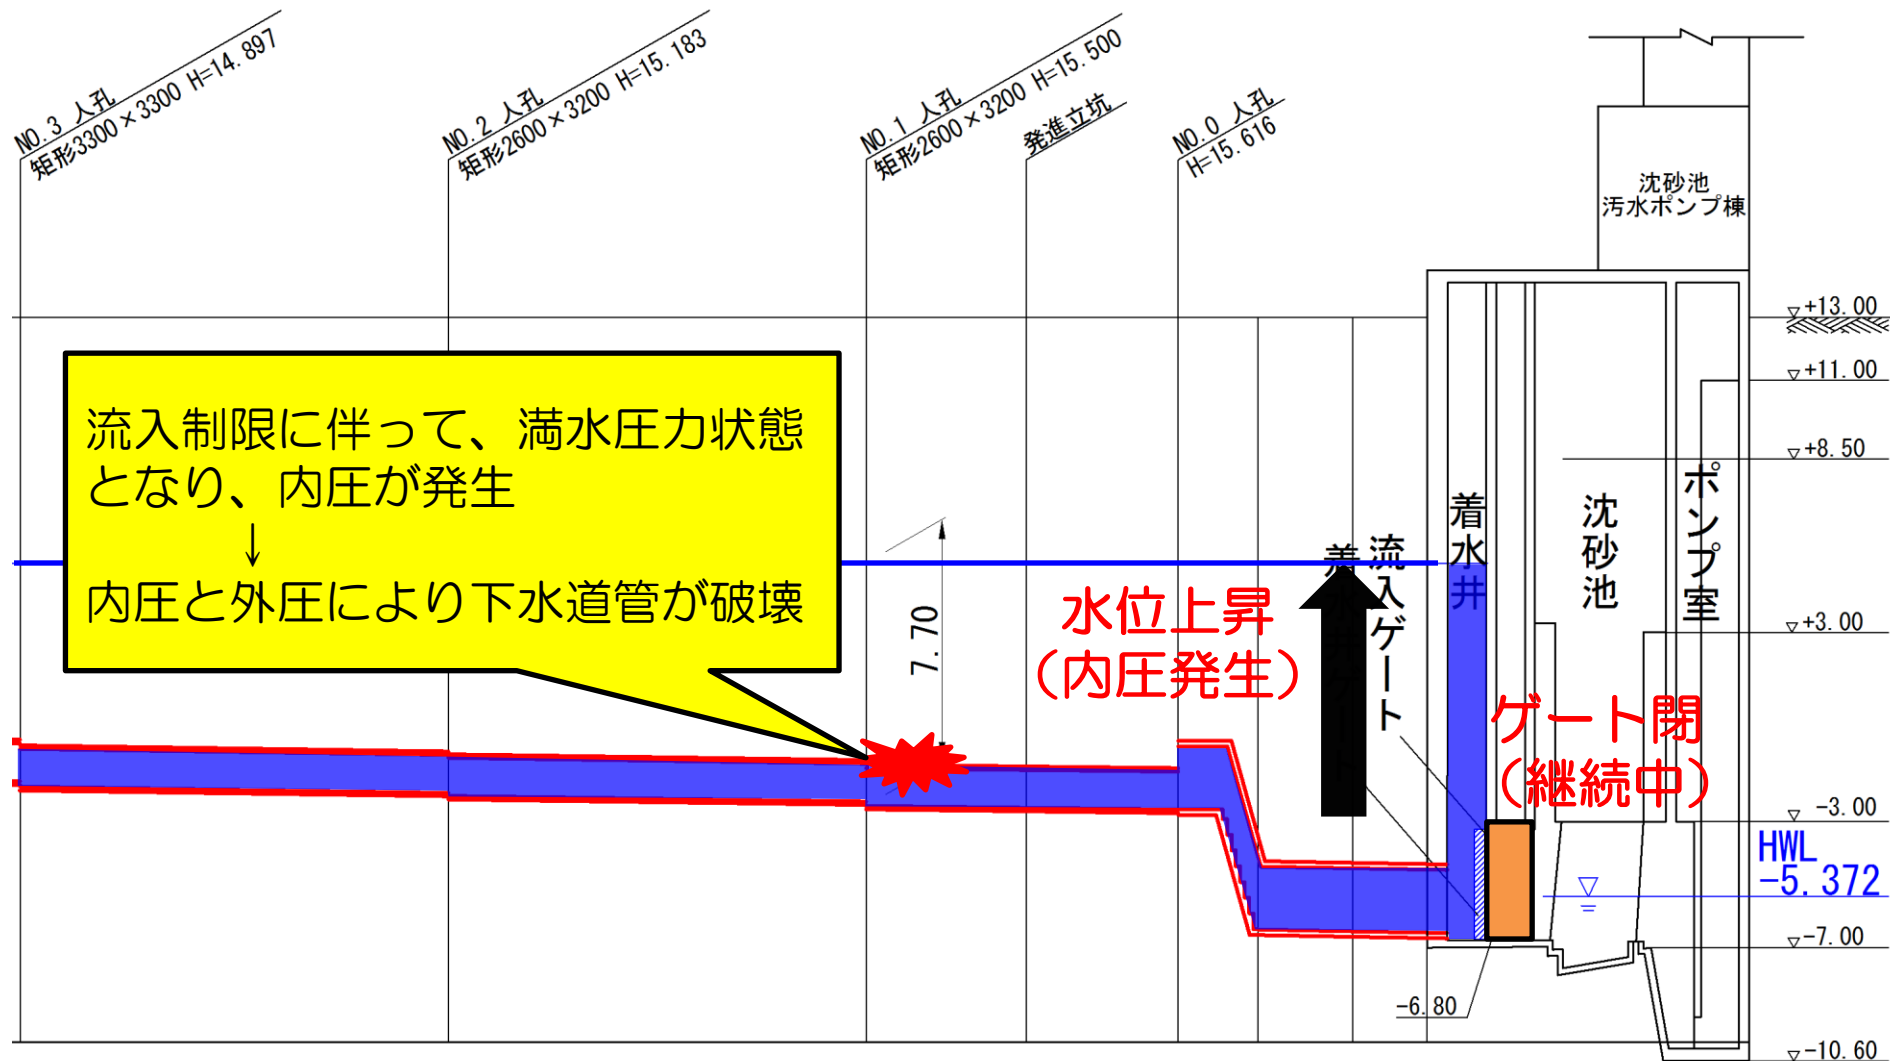 NO.3 人孔
矩形3300×3300 H=14.897
NO.2 人孔
矩形2600×3200 H=15.183
NO.1 人孔
矩形2600×3200 H=15.500
発進立坑
NO.0 人孔
H=15.616
沈砂池
汚水ポンプ棟
+13.00
+11.00
+8.50
+3.00
-3.00
HWL
-5.372
-7.00
-10.60
-6.80
流入制限に伴って、満水圧力状態
となり、内圧が発生
↓
内圧と外圧により下水道管が破壊
7.70
水位上昇
(内圧発生)
着水井ゲート
流入ゲート
着水井
沈砂池
ポンプ室
ゲート閉
(継続中)